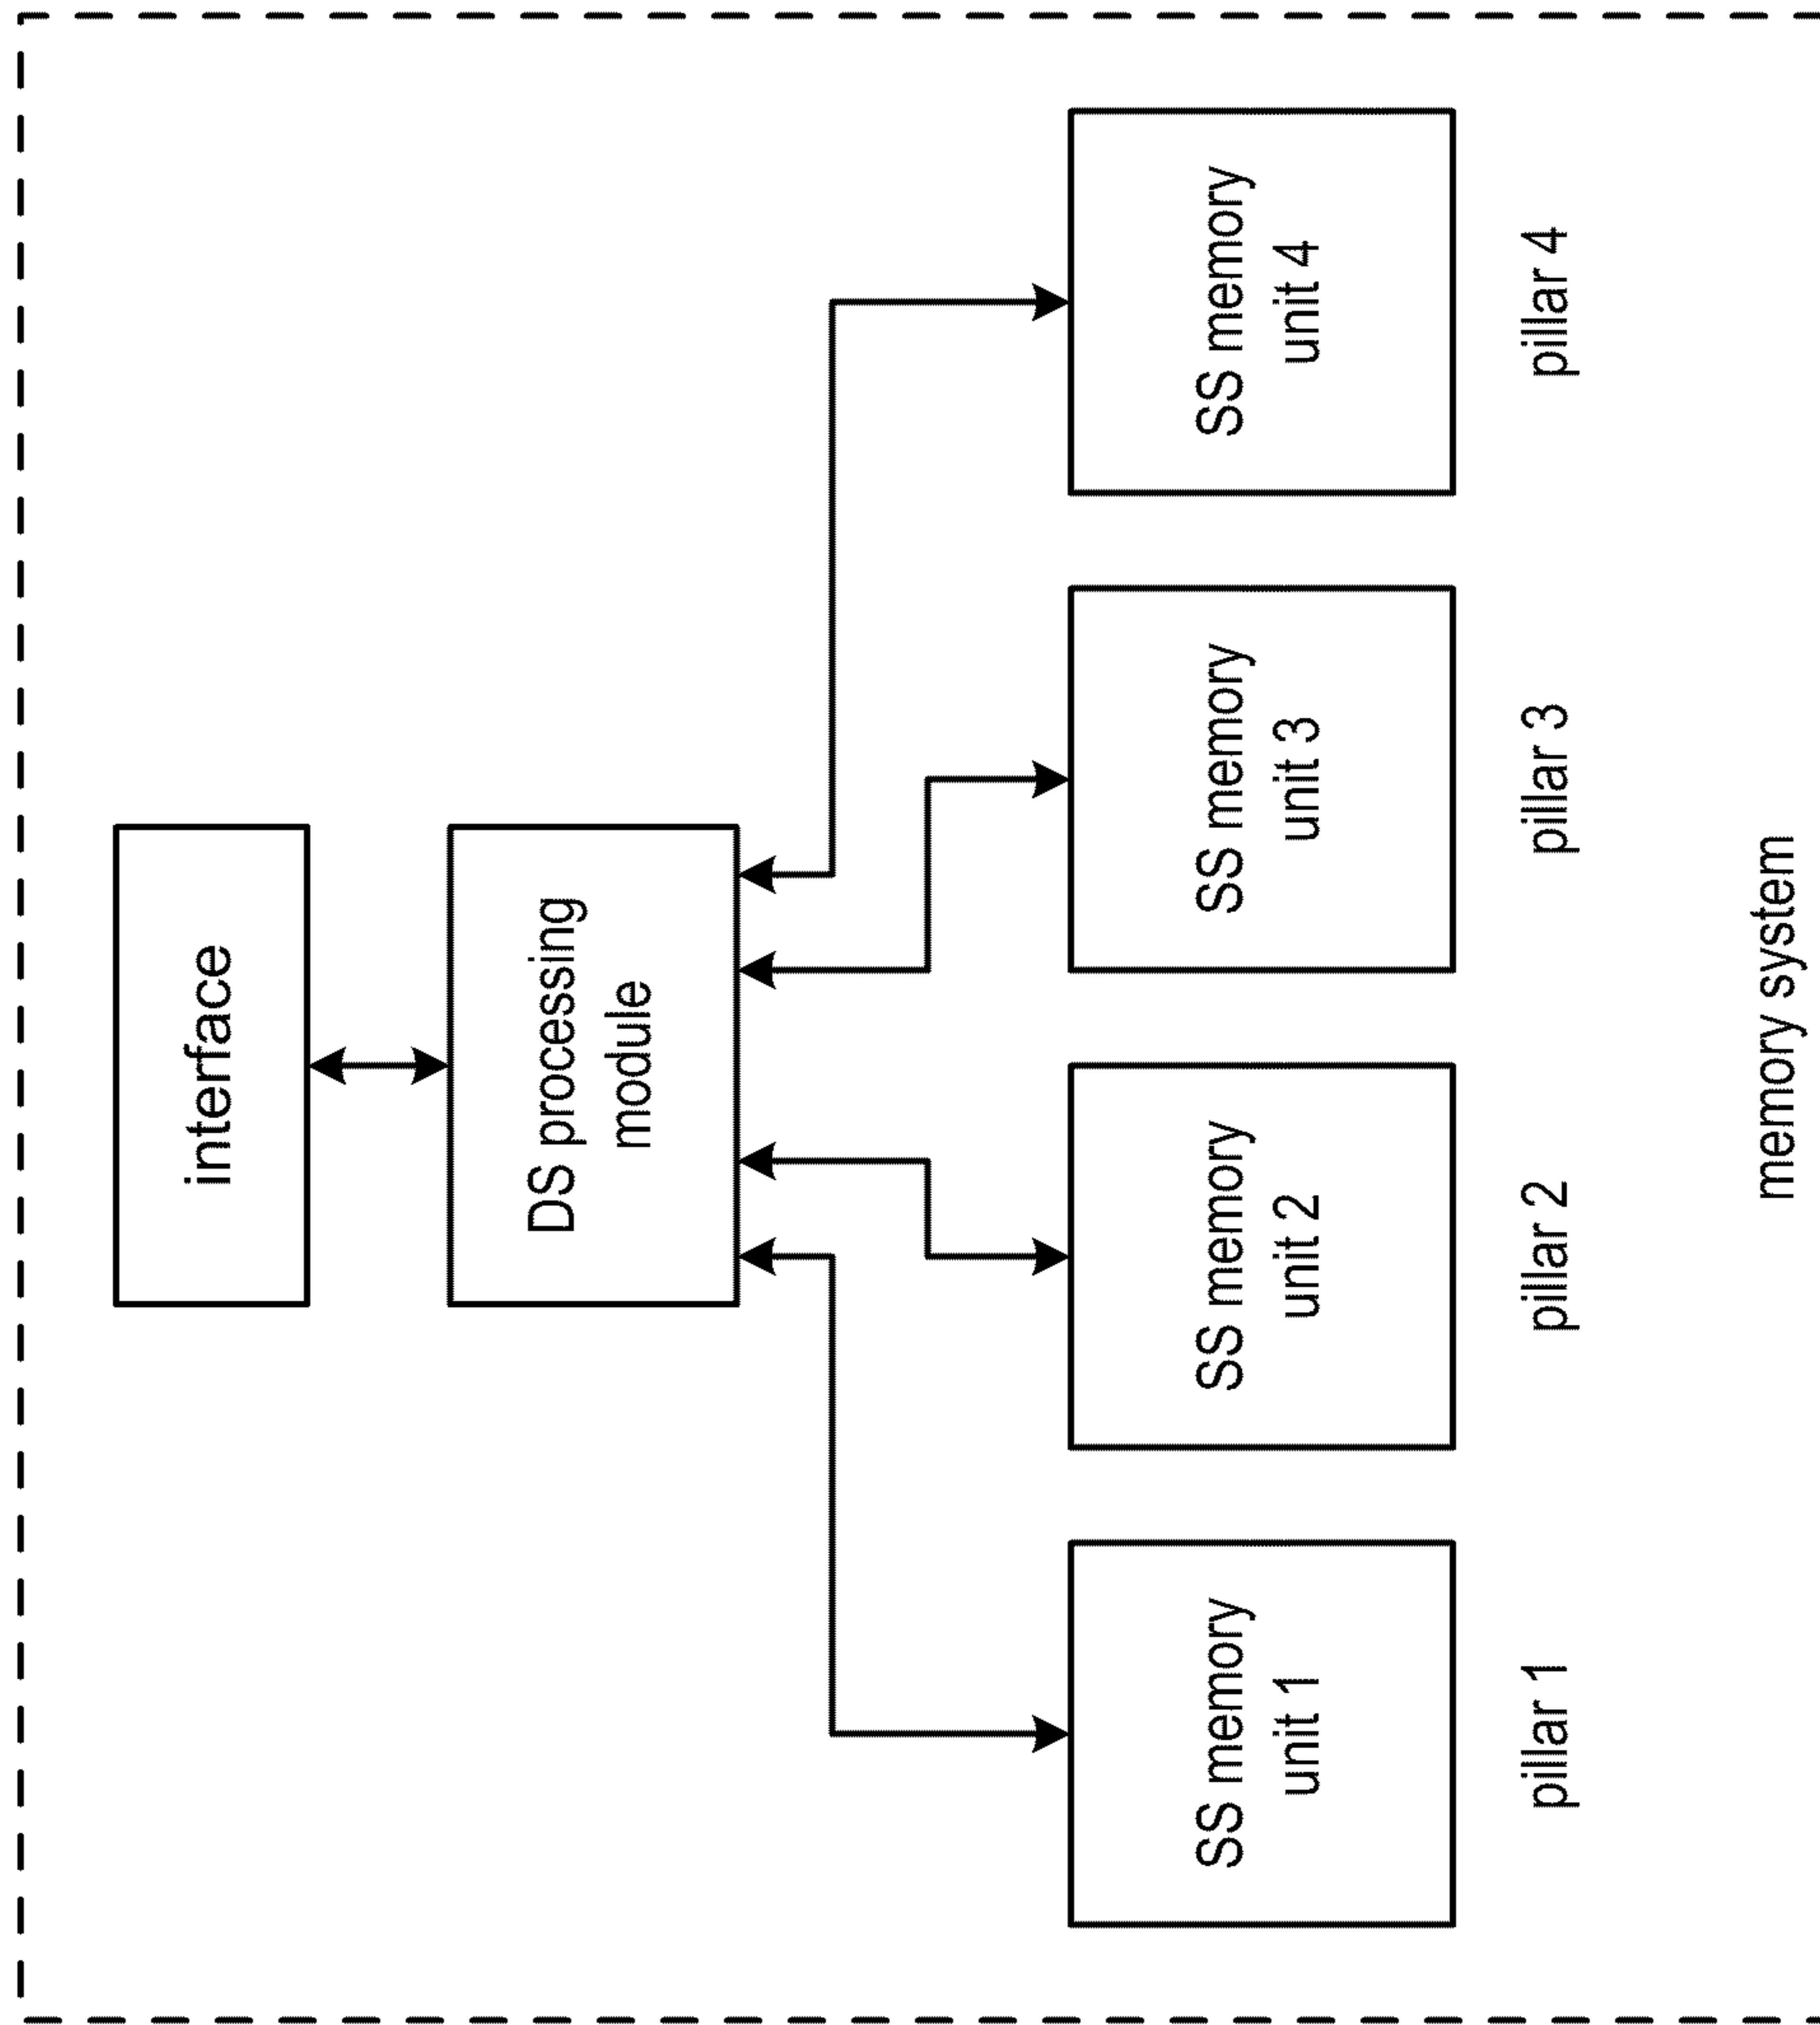 interface
DS processing
module
SS memory
unit 1
SS memory
unit 2
SS memory
unit 3
SS memory
unit 4
pillar 1
pillar 2
pillar 3
pillar 4
memory system